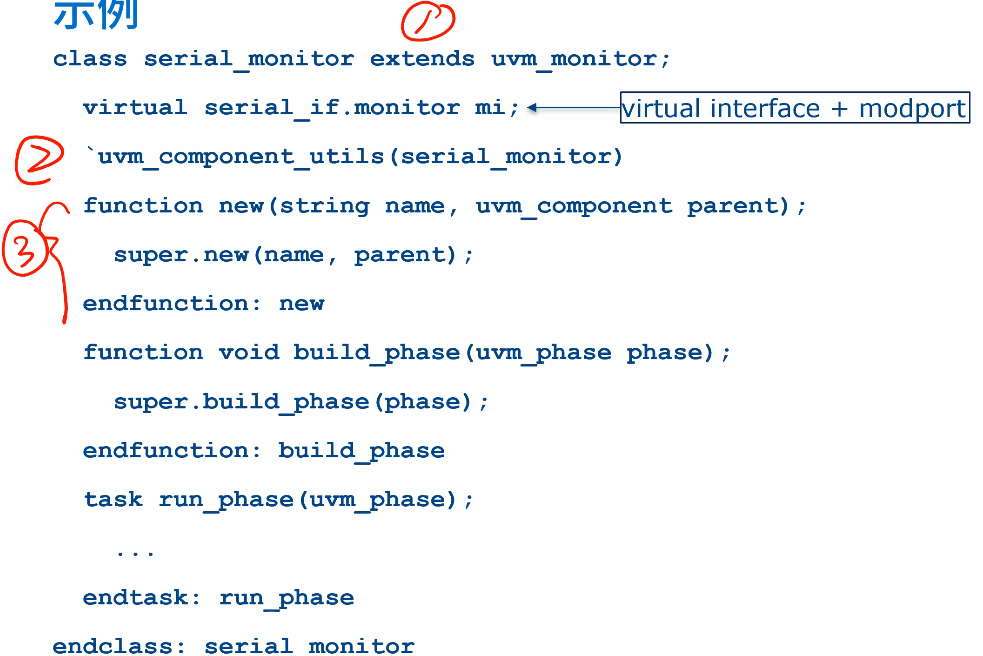 示例
①
class serial_monitor extends uvm_monitor;
virtual serial_if.monitor mi;
virtual interface + modport
②
`uvm_component_utils(serial_monitor)
function new(string name, uvm_component parent);
③
super.new(name, parent);
endfunction: new
function void build_phase(uvm_phase phase);
super.build_phase(phase);
endfunction: build_phase
task run_phase(uvm_phase);
...
endtask: run_phase
endclass: serial_monitor